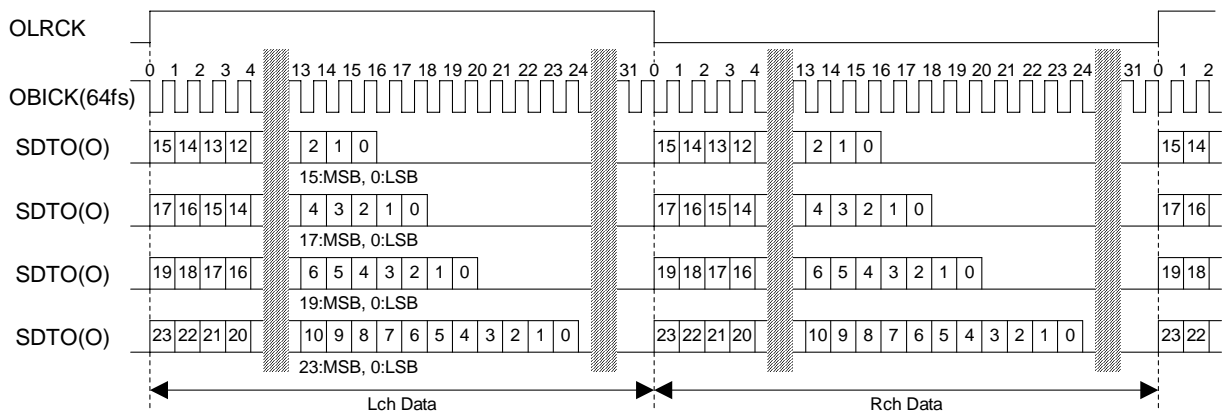 OLRCK
0 1 2 3 4 13 14 15 16 17 18 19 20 21 22 23 24 31 0 1 2 3 4 13 14 15 16 17 18 19 20 21 22 23 24 31 0 1 2
OBICK(64fs)
SDTO(O) 15 14 13 12 2 1 0 15 14 13 12 2 1 0 15 14
15:MSB, 0:LSB
SDTO(O) 17 16 15 14 4 3 2 1 0 17 16 15 14 4 3 2 1 0 17 16
17:MSB, 0:LSB
SDTO(O) 19 18 17 16 6 5 4 3 2 1 0 19 18 17 16 6 5 4 3 2 1 0 19 18
19:MSB, 0:LSB
SDTO(O) 23 22 21 20 10 9 8 7 6 5 4 3 2 1 0 23 22 21 20 10 9 8 7 6 5 4 3 2 1 0 23 22
23:MSB, 0:LSB
Lch Data Rch Data